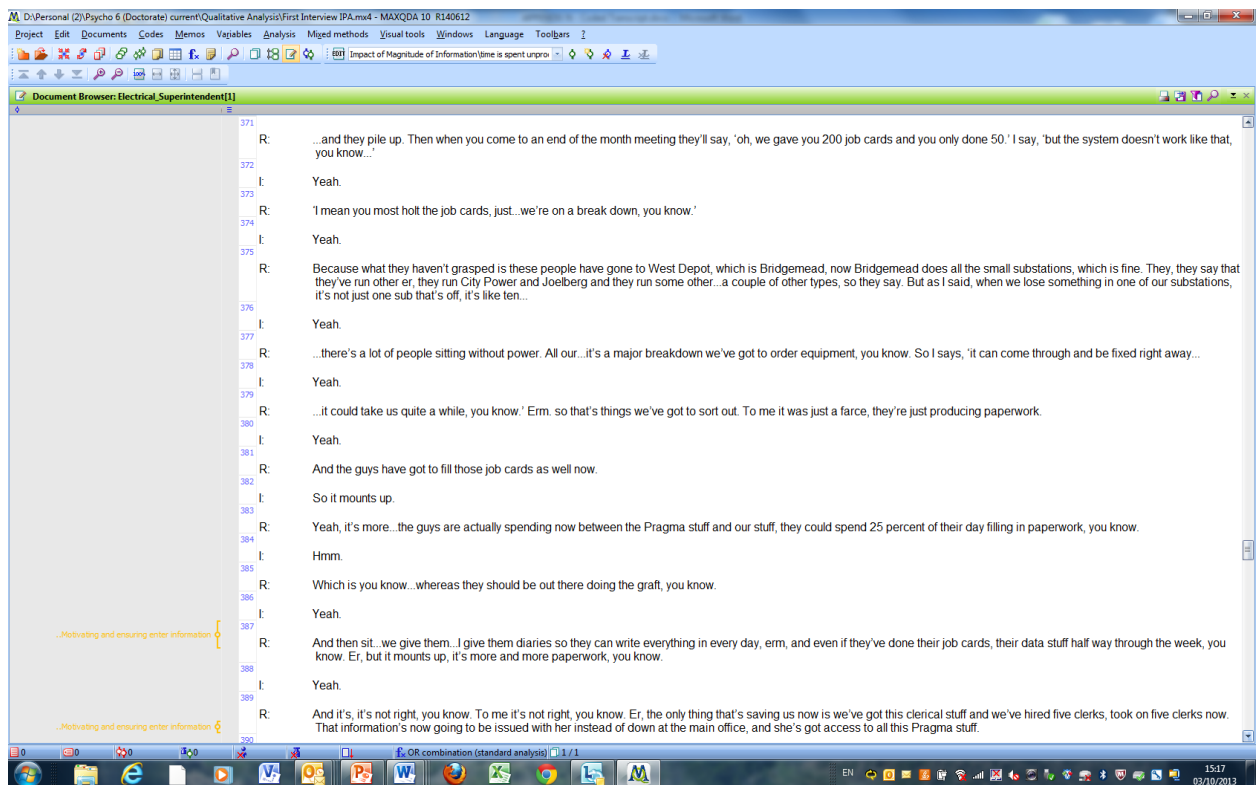 D:\Personal (2)\Psycho 6 (Doctorate) current\Qualitative Analysis\First Interview IPA.mx4 - MAXQDA 10 R140612
Project Edit Documents Codes Memos Variables Analysis Mixed methods Visual tools Windows Language Toolbars ?
EDIT Impact of Magnitude of Information\time is spent unpro
100%
Document Browser: Electrical_Superintendent[1]
371
R: ...and they pile up. Then when you come to an end of the month meeting they'll say, 'oh, we gave you 200 job cards and you only done 50.' I say, 'but the system doesn't work like that,
you know...'
372
I: Yeah.
373
R: 'I mean you most holt the job cards, just...we're on a break down, you know.'
374
I: Yeah.
375
R: Because what they haven't grasped is these people have gone to West Depot, which is Bridgemead, now Bridgemead does all the small substations, which is fine. They, they say that
they've run other er, they run City Power and Joelberg and they run some other...a couple of other types, so they say. But as I said, when we lose something in one of our substations,
it's not just one sub that's off, it's like ten...
376
I: Yeah.
377
R: ...there's a lot of people sitting without power. All our...it's a major breakdown we've got to order equipment, you know. So I says, 'it can come through and be fixed right away...
378
I: Yeah.
379
R: ...it could take us quite a while, you know.' Erm. so that's things we've got to sort out. To me it was just a farce, they're just producing paperwork.
380
I: Yeah.
381
R: And the guys have got to fill those job cards as well now.
382
I: So it mounts up.
383
R: Yeah, it's more...the guys are actually spending now between the Pragma stuff and our stuff, they could spend 25 percent of their day filling in paperwork, you know.
384
I: Hmm.
385
R: Which is you know...whereas they should be out there doing the graft, you know.
386
I: Yeah.
387
..Motivating and ensuring enter information
R: And then sit...we give them...I give them diaries so they can write everything in every day, erm, and even if they've done their job cards, their data stuff half way through the week, you
know. Er, but it mounts up, it's more and more paperwork, you know.
388
I: Yeah.
389
..Motivating and ensuring enter information
R: And it's, it's not right, you know. To me it's not right, you know. Er, the only thing that's saving us now is we've got this clerical stuff and we've hired five clerks, took on five clerks now.
That information's now going to be issued with her instead of down at the main office, and she's got access to all this Pragma stuff.
390
0 0 0 0 OR combination (standard analysis) 1 / 1
EN 15:17
03/10/2013